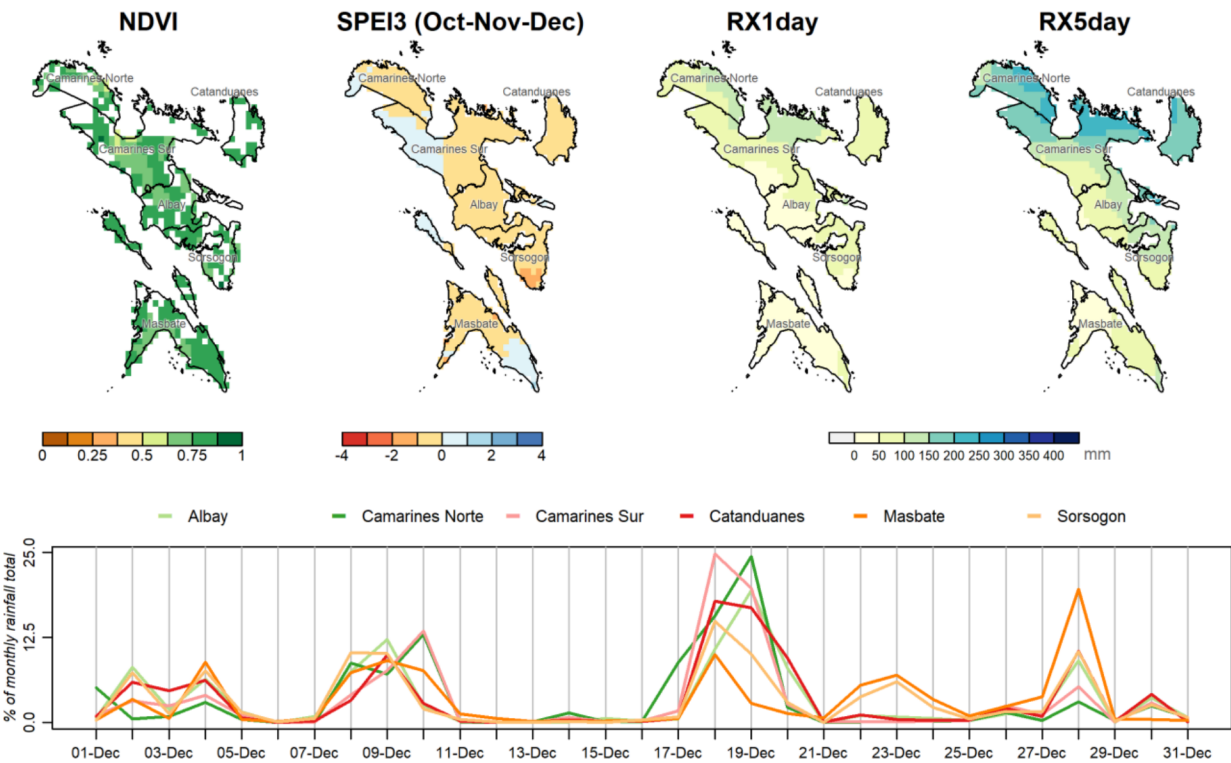 NDVI SPEI3 (Oct-Nov-Dec) RX1day RX5day
Camarines Norte Camarines Norte Camarines Norte Camarines Norte
Catanduanes Catanduanes Catanduanes Catanduanes
Camarines Sur Camarines Sur Camarines Sur Camarines Sur
Albay Albay Albay Albay
Sorsogon Sorsogon Sorsogon Sorsogon
Masbate Masbate Masbate Masbate
0 0.25 0.5 0.75 1 -4 -2 0 2 4 0 50 100 150 200 250 300 350 400 mm
Albay Camarines Norte Camarines Sur Catanduanes Masbate Sorsogon
% of monthly rainfall total
25.0
12.5
0.0
01-Dec 03-Dec 05-Dec 07-Dec 09-Dec 11-Dec 13-Dec 15-Dec 17-Dec 19-Dec 21-Dec 23-Dec 25-Dec 27-Dec 29-Dec 31-Dec